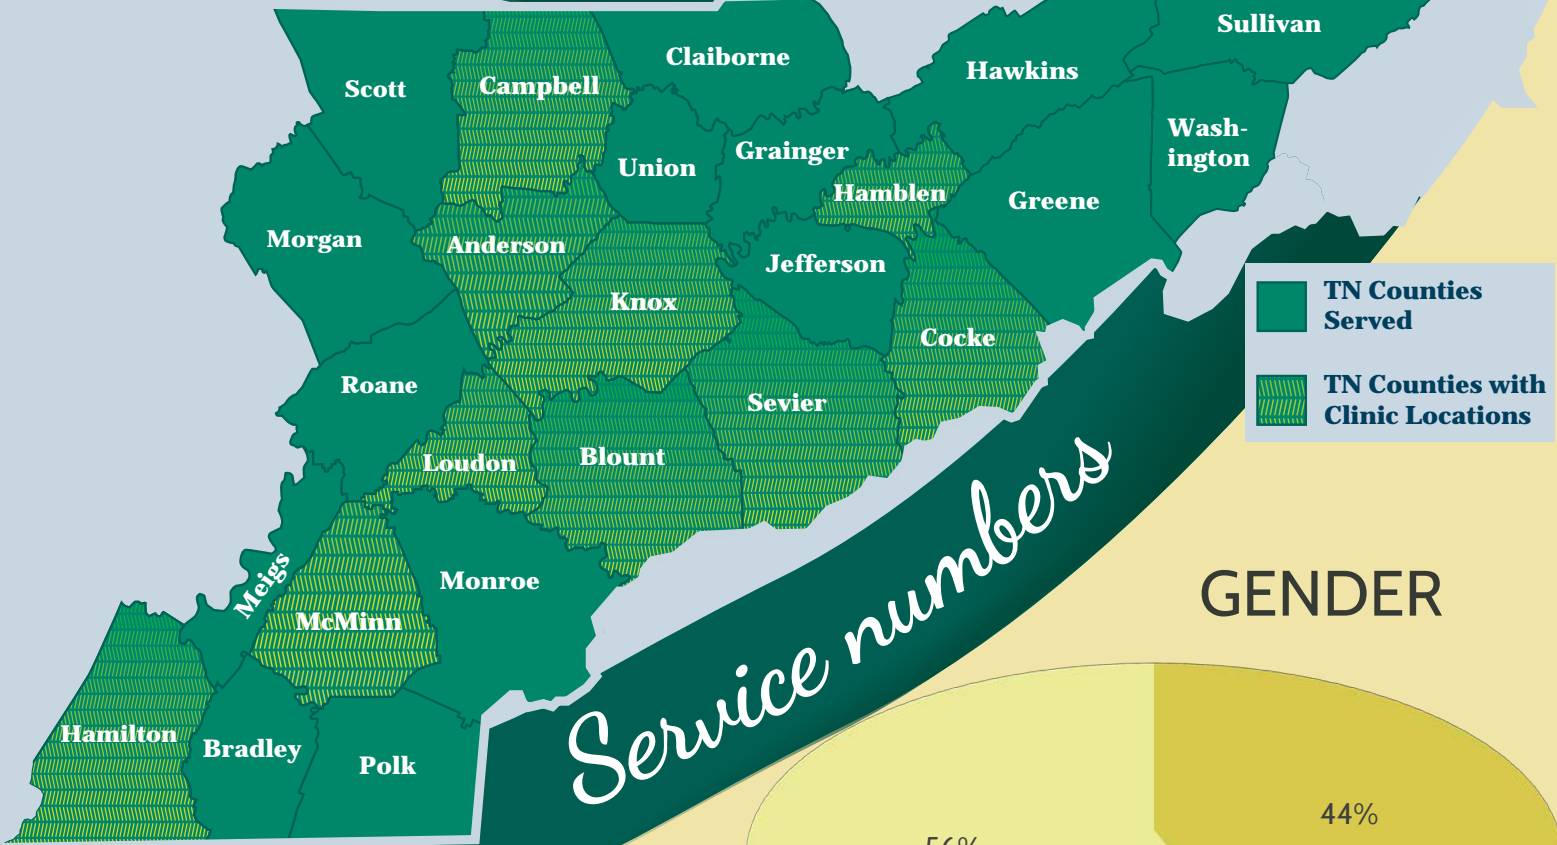 Sullivan
Claiborne
Hawkins
Scott
Campbell
Wash-
ington
Grainger
Union
Hamblen
Greene
Morgan
Anderson
Jefferson
Knox
TN Counties
Served
Cocke
Roane
Sevier
TN Counties with
Clinic Locations
Loudon
Blount
Meigs
Monroe
McMinn
Service numbers
GENDER
Hamilton
Bradley
Polk
44%
56%